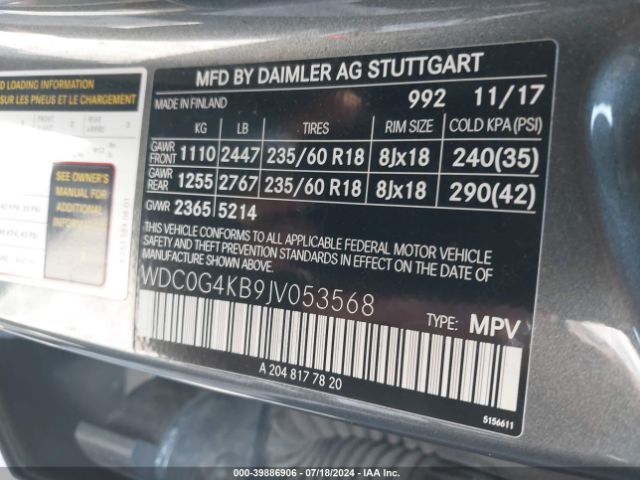 D LOADING INFORMATION
SUR LES PNEUS ET LE CHARGEMENT
SEE OWNER'S
MANUAL FOR
ADDITIONAL
MFD BY DAIMLER AG STUTTGART
MADE IN FINLAND 992 11/17
KG LB TIRES RIM SIZE COLD KPA(PSI)
GAWR FRONT 1110 2447 235/60 R18 8Jx18 240(35)
GAWR REAR 1255 2767 235/60 R18 8Jx18 290(42)
GVWR 2365 5214
THIS VEHICLE CONFORMS TO ALL APPLICABLE FEDERAL MOTOR VEHICLE
SAFETY AND THEFT PREVENTION STANDARDS IN EFFECT ON THE DATE OF
MANUFACTURE SHOWN ABOVE.
WDC0G4KB9JV053568
TYPE: MPV
A 204 817 78 20
5156611
000-39886906 - 07/18/2024 - IAA Inc.